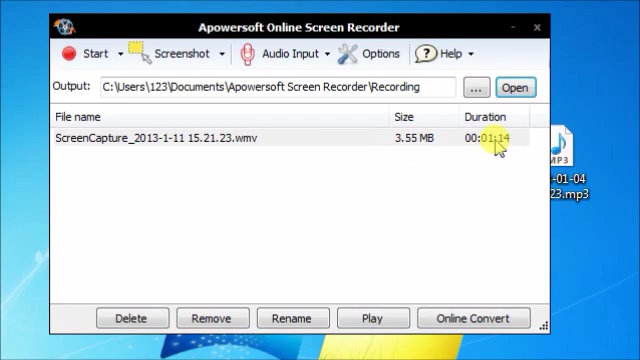 Apowersoft Online Screen Recorder
Start Screenshot Audio Input Options Help
Output: C:\Users\123\Documents\Apowersoft Screen Recorder\Recording ... Open
File name Size Duration
ScreenCapture_2013-1-11 15.21.23.wmv 3.55 MB 00:01:14
MP3
-01-04
23.mp3
Delete Remove Rename Play Online Convert